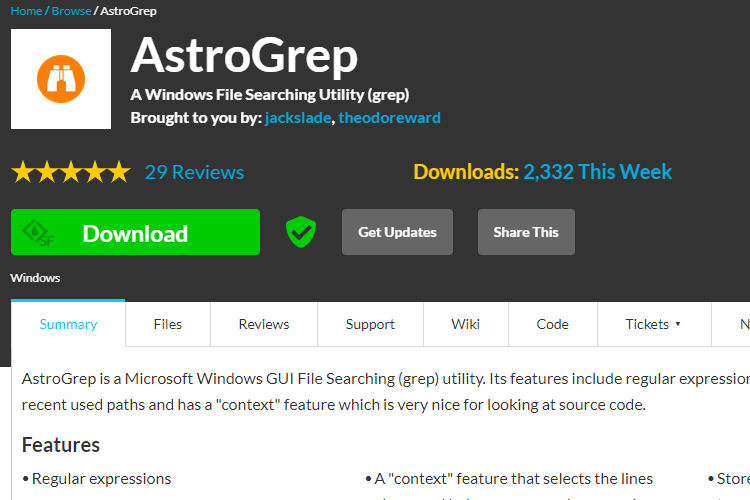 Home / Browse / AstroGrep
AstroGrep
A Windows File Searching Utility (grep)
Brought to you by: jackslade, theodoreward
29 Reviews
Downloads: 2,332 This Week
SF Download
Get Updates
Share This
Windows
Summary Files Reviews Support Wiki Code Tickets ▾ N
AstroGrep is a Microsoft Windows GUI File Searching (grep) utility. Its features include regular expression
recent used paths and has a "context" feature which is very nice for looking at source code.
Features
• Regular expressions
• A "context" feature that selects the lines
• Store